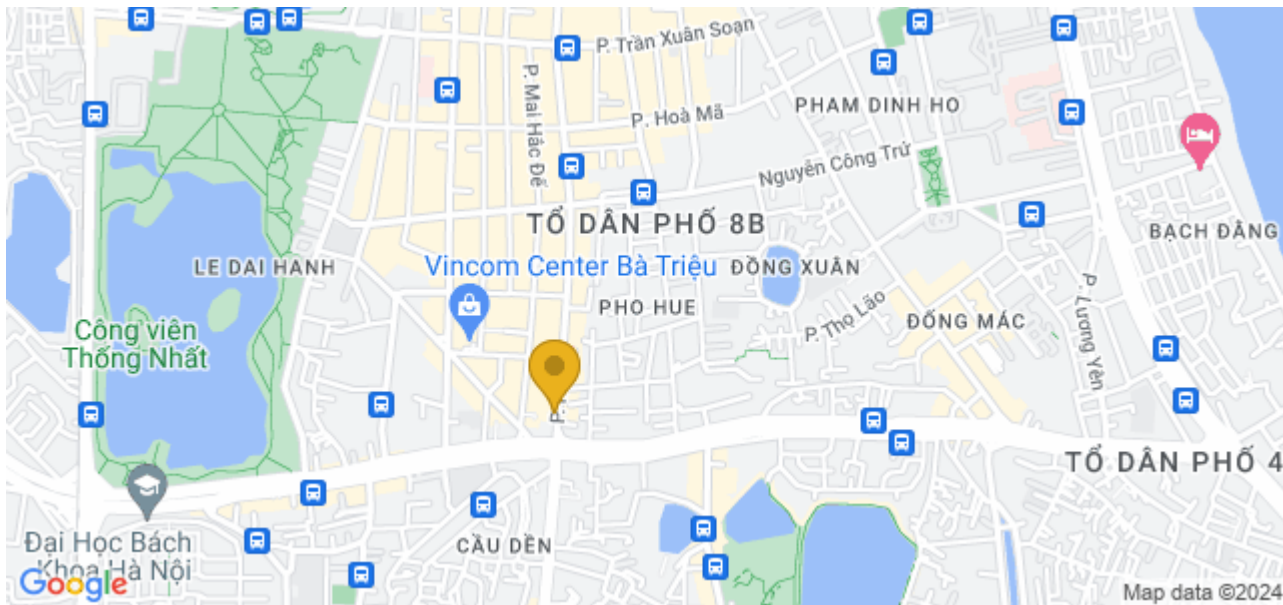 P. Trần Xuân Soạn
P. Mai Hắc Đế
PHAM DINH HO
P. Hoà Mã
Nguyễn Công Trứ
TỔ DÂN PHỐ 8B
BẠCH ĐẰNG
LE DAI HANH
Vincom Center Bà Triệu
ĐỒNG XUÂN
PHO HUE
P. Thọ Lão
ĐỐNG MÁC
P. Lương Yên
Công viên
Thống Nhất
TỔ DÂN PHỐ 4
Đại Học Bách
Khoa Hà Nội
CẦU DỀN
Google
Map data ©2024